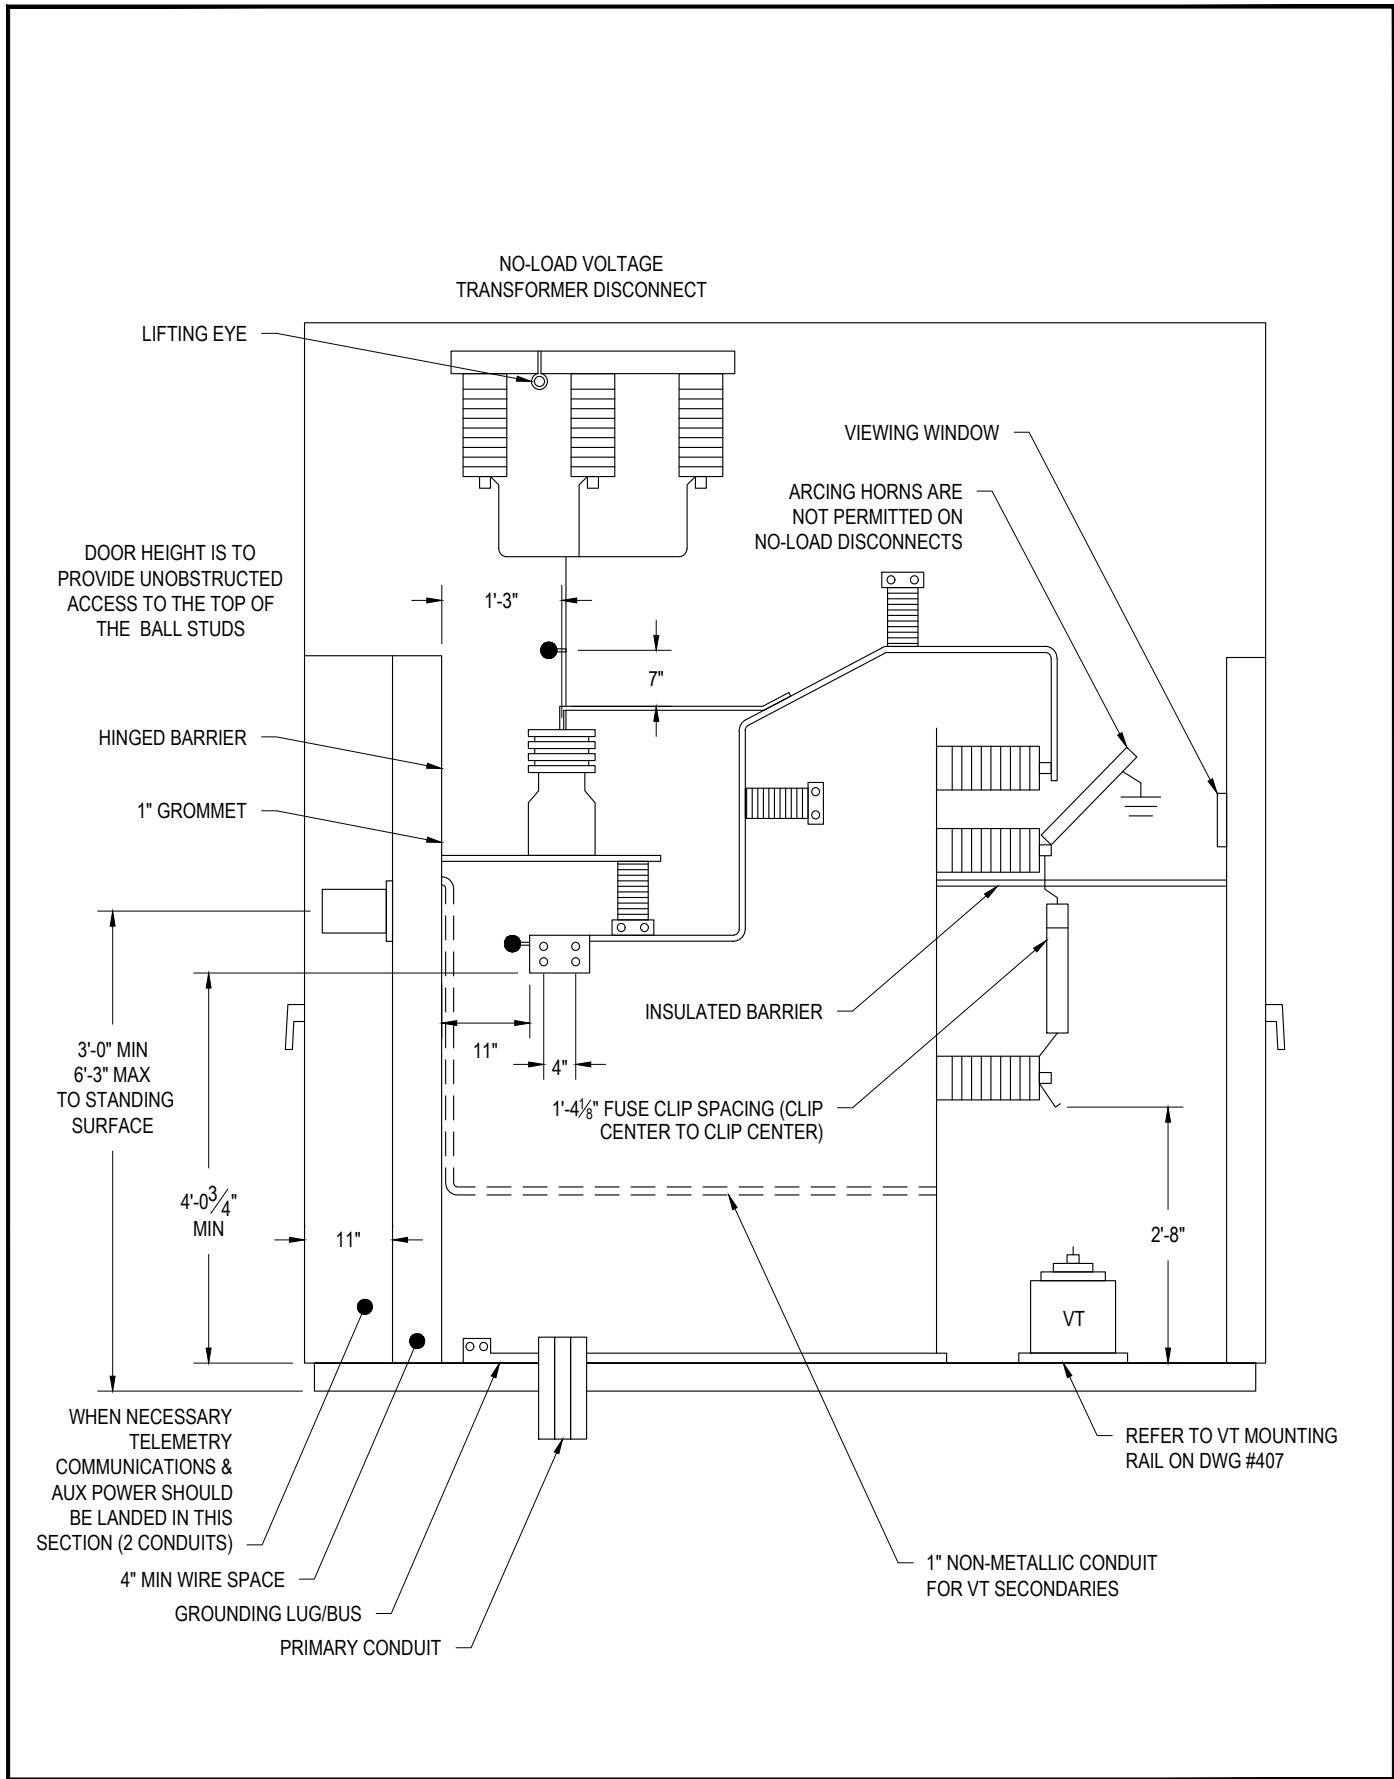 NO-LOAD VOLTAGE
TRANSFORMER DISCONNECT
LIFTING EYE
VIEWING WINDOW
ARCING HORNS ARE
NOT PERMITTED ON
NO-LOAD DISCONNECTS
DOOR HEIGHT IS TO
PROVIDE UNOBSTRUCTED
ACCESS TO THE TOP OF
THE BALL STUDS
1'-3"
7"
HINGED BARRIER
1" GROMMET
INSULATED BARRIER
11"
4"
3'-0" MIN
6'-3" MAX
TO STANDING
SURFACE
1'-4⅛" FUSE CLIP SPACING (CLIP
CENTER TO CLIP CENTER)
4'-0¾"
MIN
11"
2'-8"
VT
WHEN NECESSARY
TELEMETRY
COMMUNICATIONS &
AUX POWER SHOULD
BE LANDED IN THIS
SECTION (2 CONDUITS)
REFER TO VT MOUNTING
RAIL ON DWG #407
4" MIN WIRE SPACE
1" NON-METALLIC CONDUIT
FOR VT SECONDARIES
GROUNDING LUG/BUS
PRIMARY CONDUIT